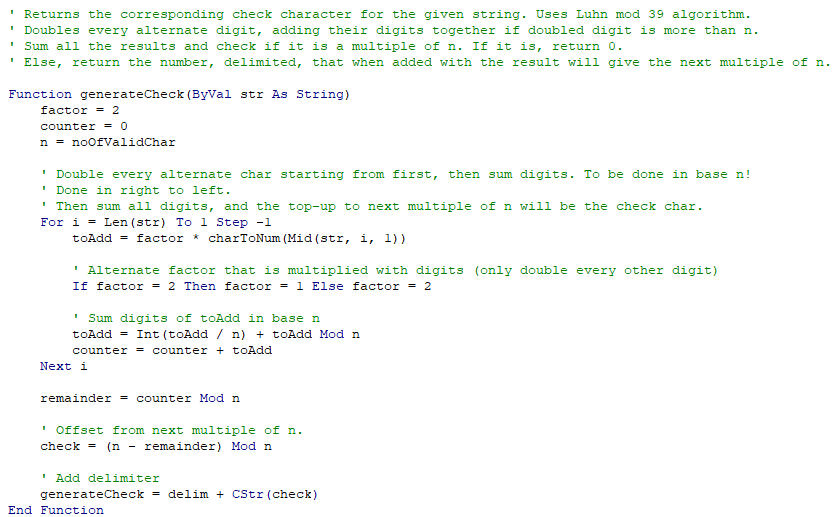 ' Returns the corresponding check character for the given string. Uses Luhn mod 39 algorithm.
' Doubles every alternate digit, adding their digits together if doubled digit is more than n.
' Sum all the results and check if it is a multiple of n. If it is, return 0.
' Else, return the number, delimited, that when added with the result will give the next multiple of n.
Function generateCheck(ByVal str As String)
factor = 2
counter = 0
n = noOfValidChar
' Double every alternate char starting from first, then sum digits. To be done in base n!
' Done in right to left.
' Then sum all digits, and the top-up to next multiple of n will be the check char.
For i = Len(str) To 1 Step -1
toAdd = factor * charToNum(Mid(str, i, 1))
' Alternate factor that is multiplied with digits (only double every other digit)
If factor = 2 Then factor = 1 Else factor = 2
' Sum digits of toAdd in base n
toAdd = Int(toAdd / n) + toAdd Mod n
counter = counter + toAdd
Next i
remainder = counter Mod n
' Offset from next multiple of n.
check = (n - remainder) Mod n
' Add delimiter
generateCheck = delim + CStr(check)
End Function